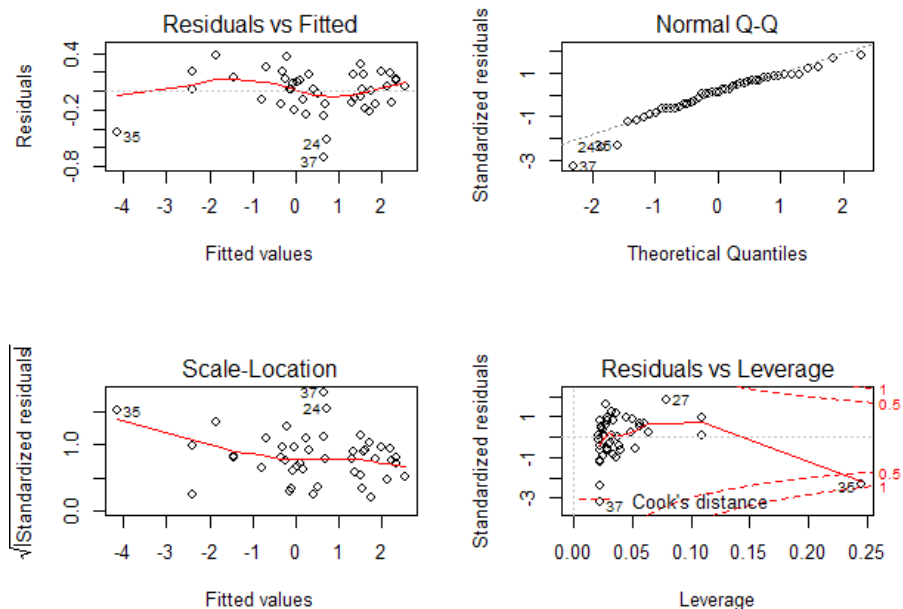 Residuals vs Fitted
Residuals
-0.8 -0.2 0.4
35
24
37
-4 -3 -2 -1 0 1 2
Fitted values
Normal Q-Q
Standardized residuals
-3 -1 1
24 35
37
-2 -1 0 1 2
Theoretical Quantiles
Scale-Location
√|Standardized residuals|
0.0 1.0
35
37
24
-4 -3 -2 -1 0 1 2
Fitted values
Residuals vs Leverage
Standardized residuals
-3 -1 1
27
37
35
Cook's distance
1
0.5
0.5
1
0.00 0.05 0.10 0.15 0.20 0.25
Leverage